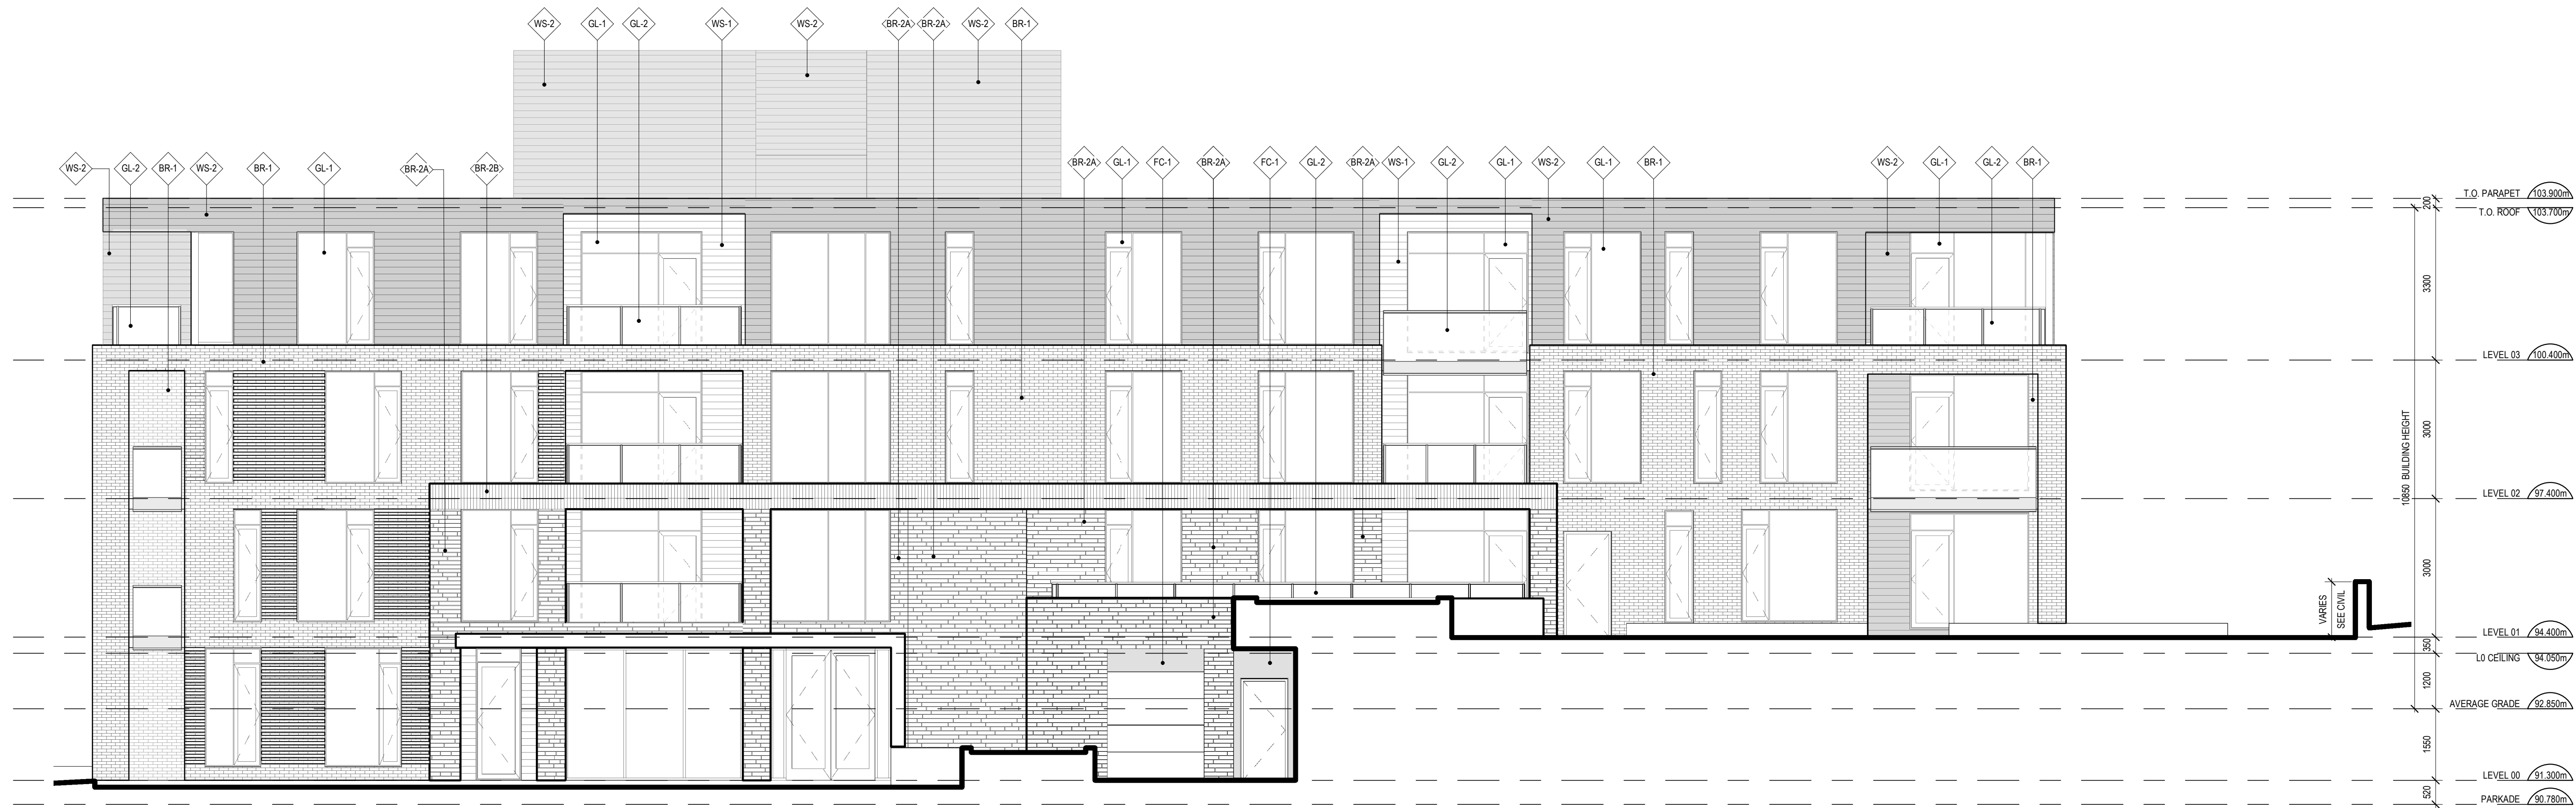 WS-2
GL-1
GL-2
WS-1
WS-2
BR-2A
BR-2A
WS-2
BR-1
WS-2
GL-2
BR-1
WS-2
BR-1
GL-1
BR-2A
BR-2B
BR-2A
GL-1
FC-1
BR-2A
FC-1
GL-2
BR-2A
WS-1
GL-2
GL-1
WS-2
GL-1
BR-1
WS-2
GL-1
GL-2
BR-1
T.O. PARAPET 103.900m
200
T.O. ROOF 103.700m
3300
LEVEL 03 100.400m
3000
10850 BUILDING HEIGHT
LEVEL 02 97.400m
3000
VARIES
SEE CIVIL
LEVEL 01 94.400m
350
L0 CEILING 94.050m
1200
AVERAGE GRADE 92.850m
1550
LEVEL 00 91.300m
520
PARKADE 90.780m